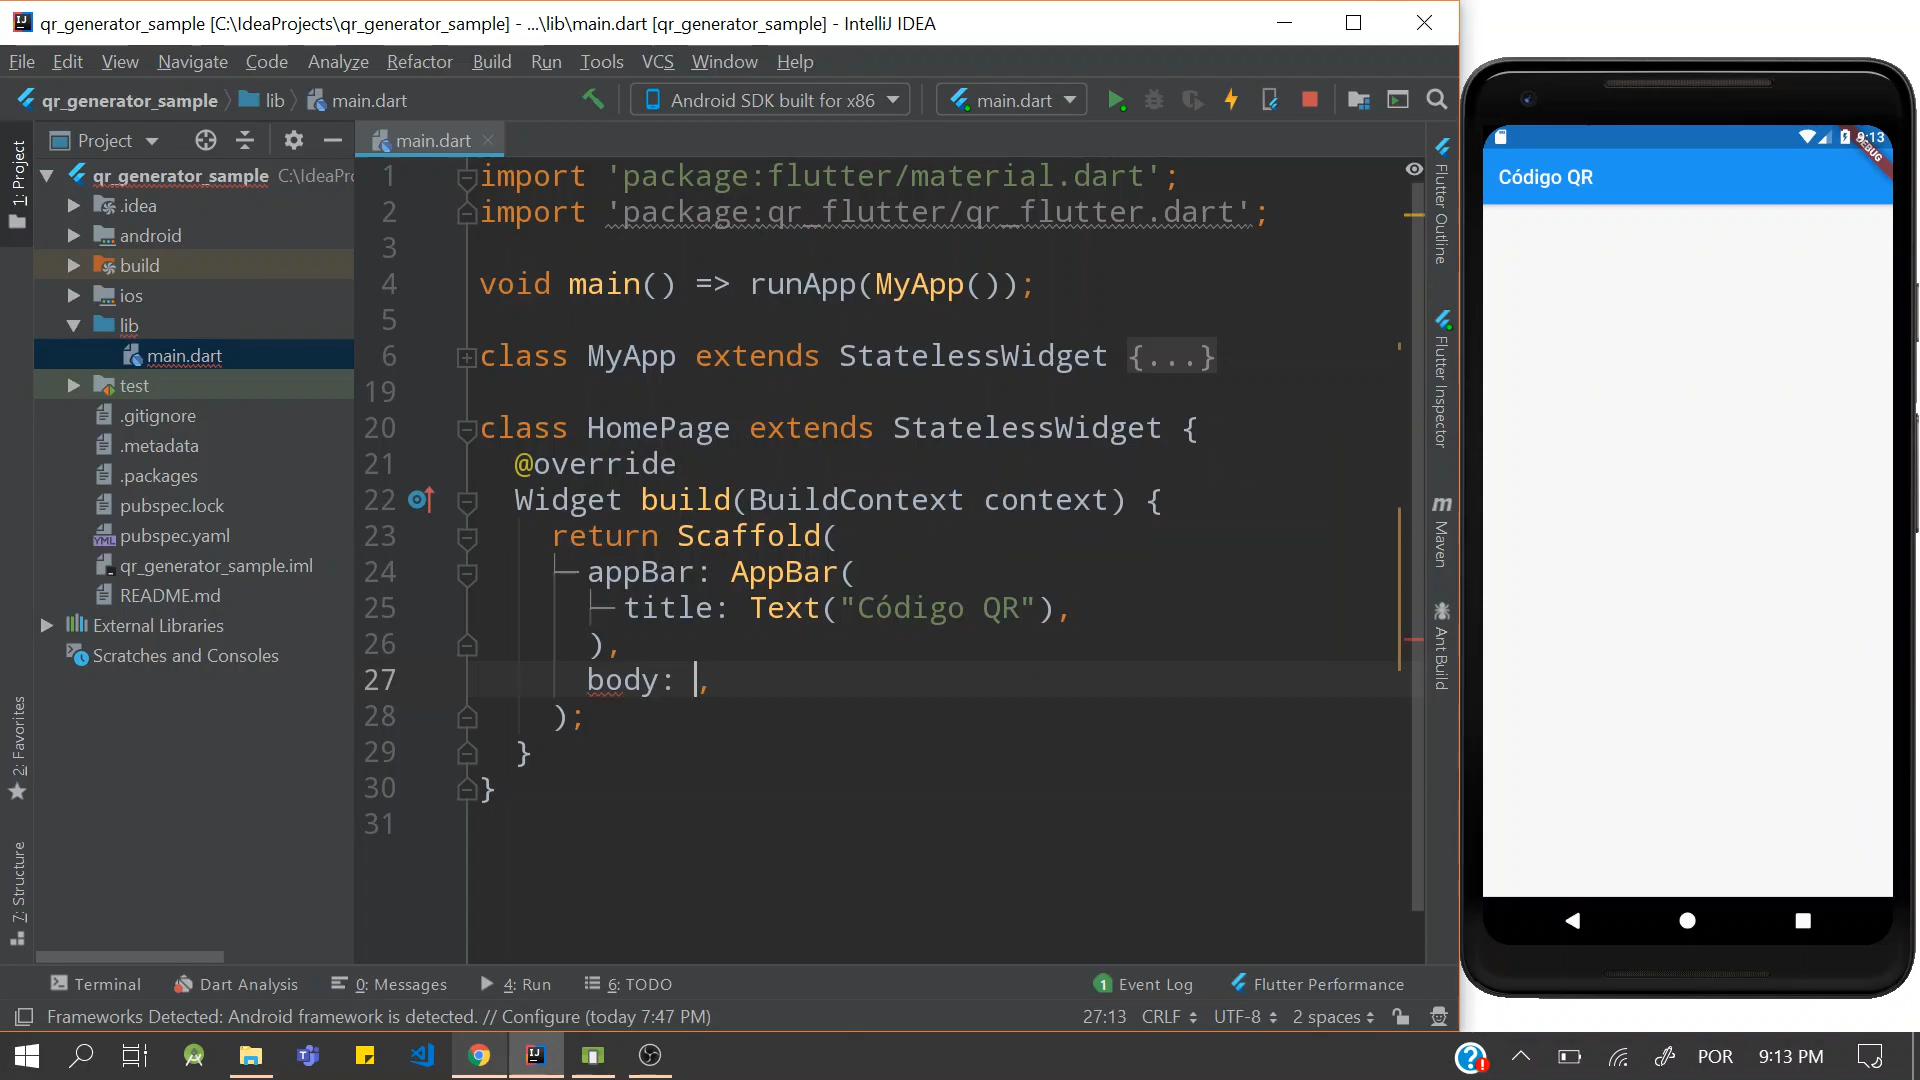 qr_generator_sample [C:\IdeaProjects\qr_generator_sample] - ...\lib\main.dart [qr_generator_sample] - IntelliJ IDEA
File Edit View Navigate Code Analyze Refactor Build Run Tools VCS Window Help
qr_generator_sample lib main.dart
Android SDK built for x86
main.dart
Project
main.dart
1: Project
2: Favorites
7: Structure
qr_generator_sample C:\IdeaPr
.idea
android
build
ios
lib
main.dart
test
.gitignore
.metadata
.packages
pubspec.lock
pubspec.yaml
qr_generator_sample.iml
README.md
External Libraries
Scratches and Consoles
1 import 'package:flutter/material.dart';
2 import 'package:qr_flutter/qr_flutter.dart';
3
4 void main() => runApp(MyApp());
5
6 class MyApp extends StatelessWidget {...}
19
20 class HomePage extends StatelessWidget {
21 @override
22 Widget build(BuildContext context) {
23 return Scaffold(
24 appBar: AppBar(
25 title: Text("Código QR"),
26 ),
27 body: ,
28 );
29 }
30 }
31
Flutter Outline
Flutter Inspector
m Maven
Ant Build
9:13
DEBUG
Código QR
Terminal Dart Analysis 0: Messages 4: Run 6: TODO 1 Event Log Flutter Performance
Frameworks Detected: Android framework is detected. // Configure (today 7:47 PM) 27:13 CRLF UTF-8 2 spaces
POR 9:13 PM